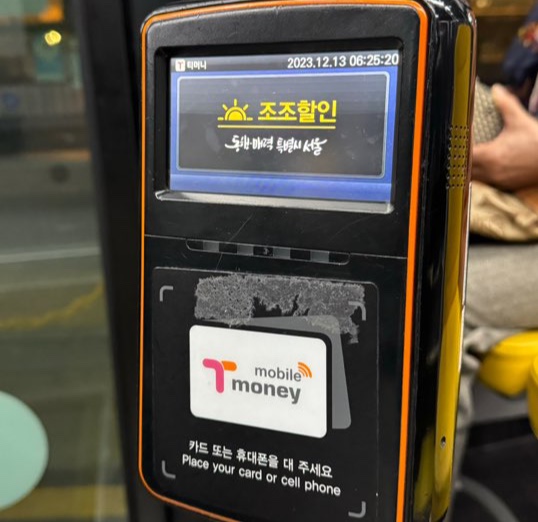 티머니 2023.12.13 06:25:20
조조할인
동행·매력 특별시 서울
mobile
Tmoney
카드 또는 휴대폰을 대 주세요
Place your card or cell phone